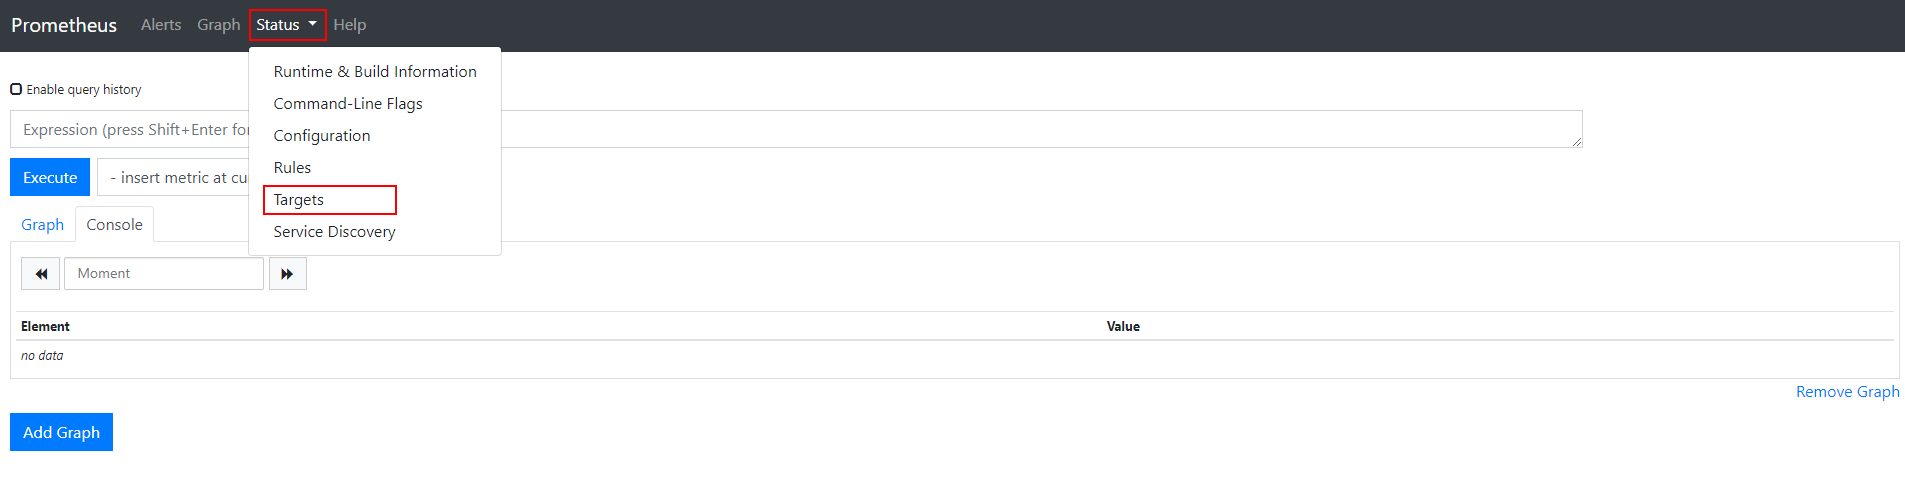 Prometheus Alerts Graph Status Help
Runtime & Build Information
Command-Line Flags
Configuration
Rules
Targets
Service Discovery
Enable query history
Expression (press Shift+Enter for
Execute
- insert metric at cu
Graph Console
Moment
Element Value
no data
Remove Graph
Add Graph